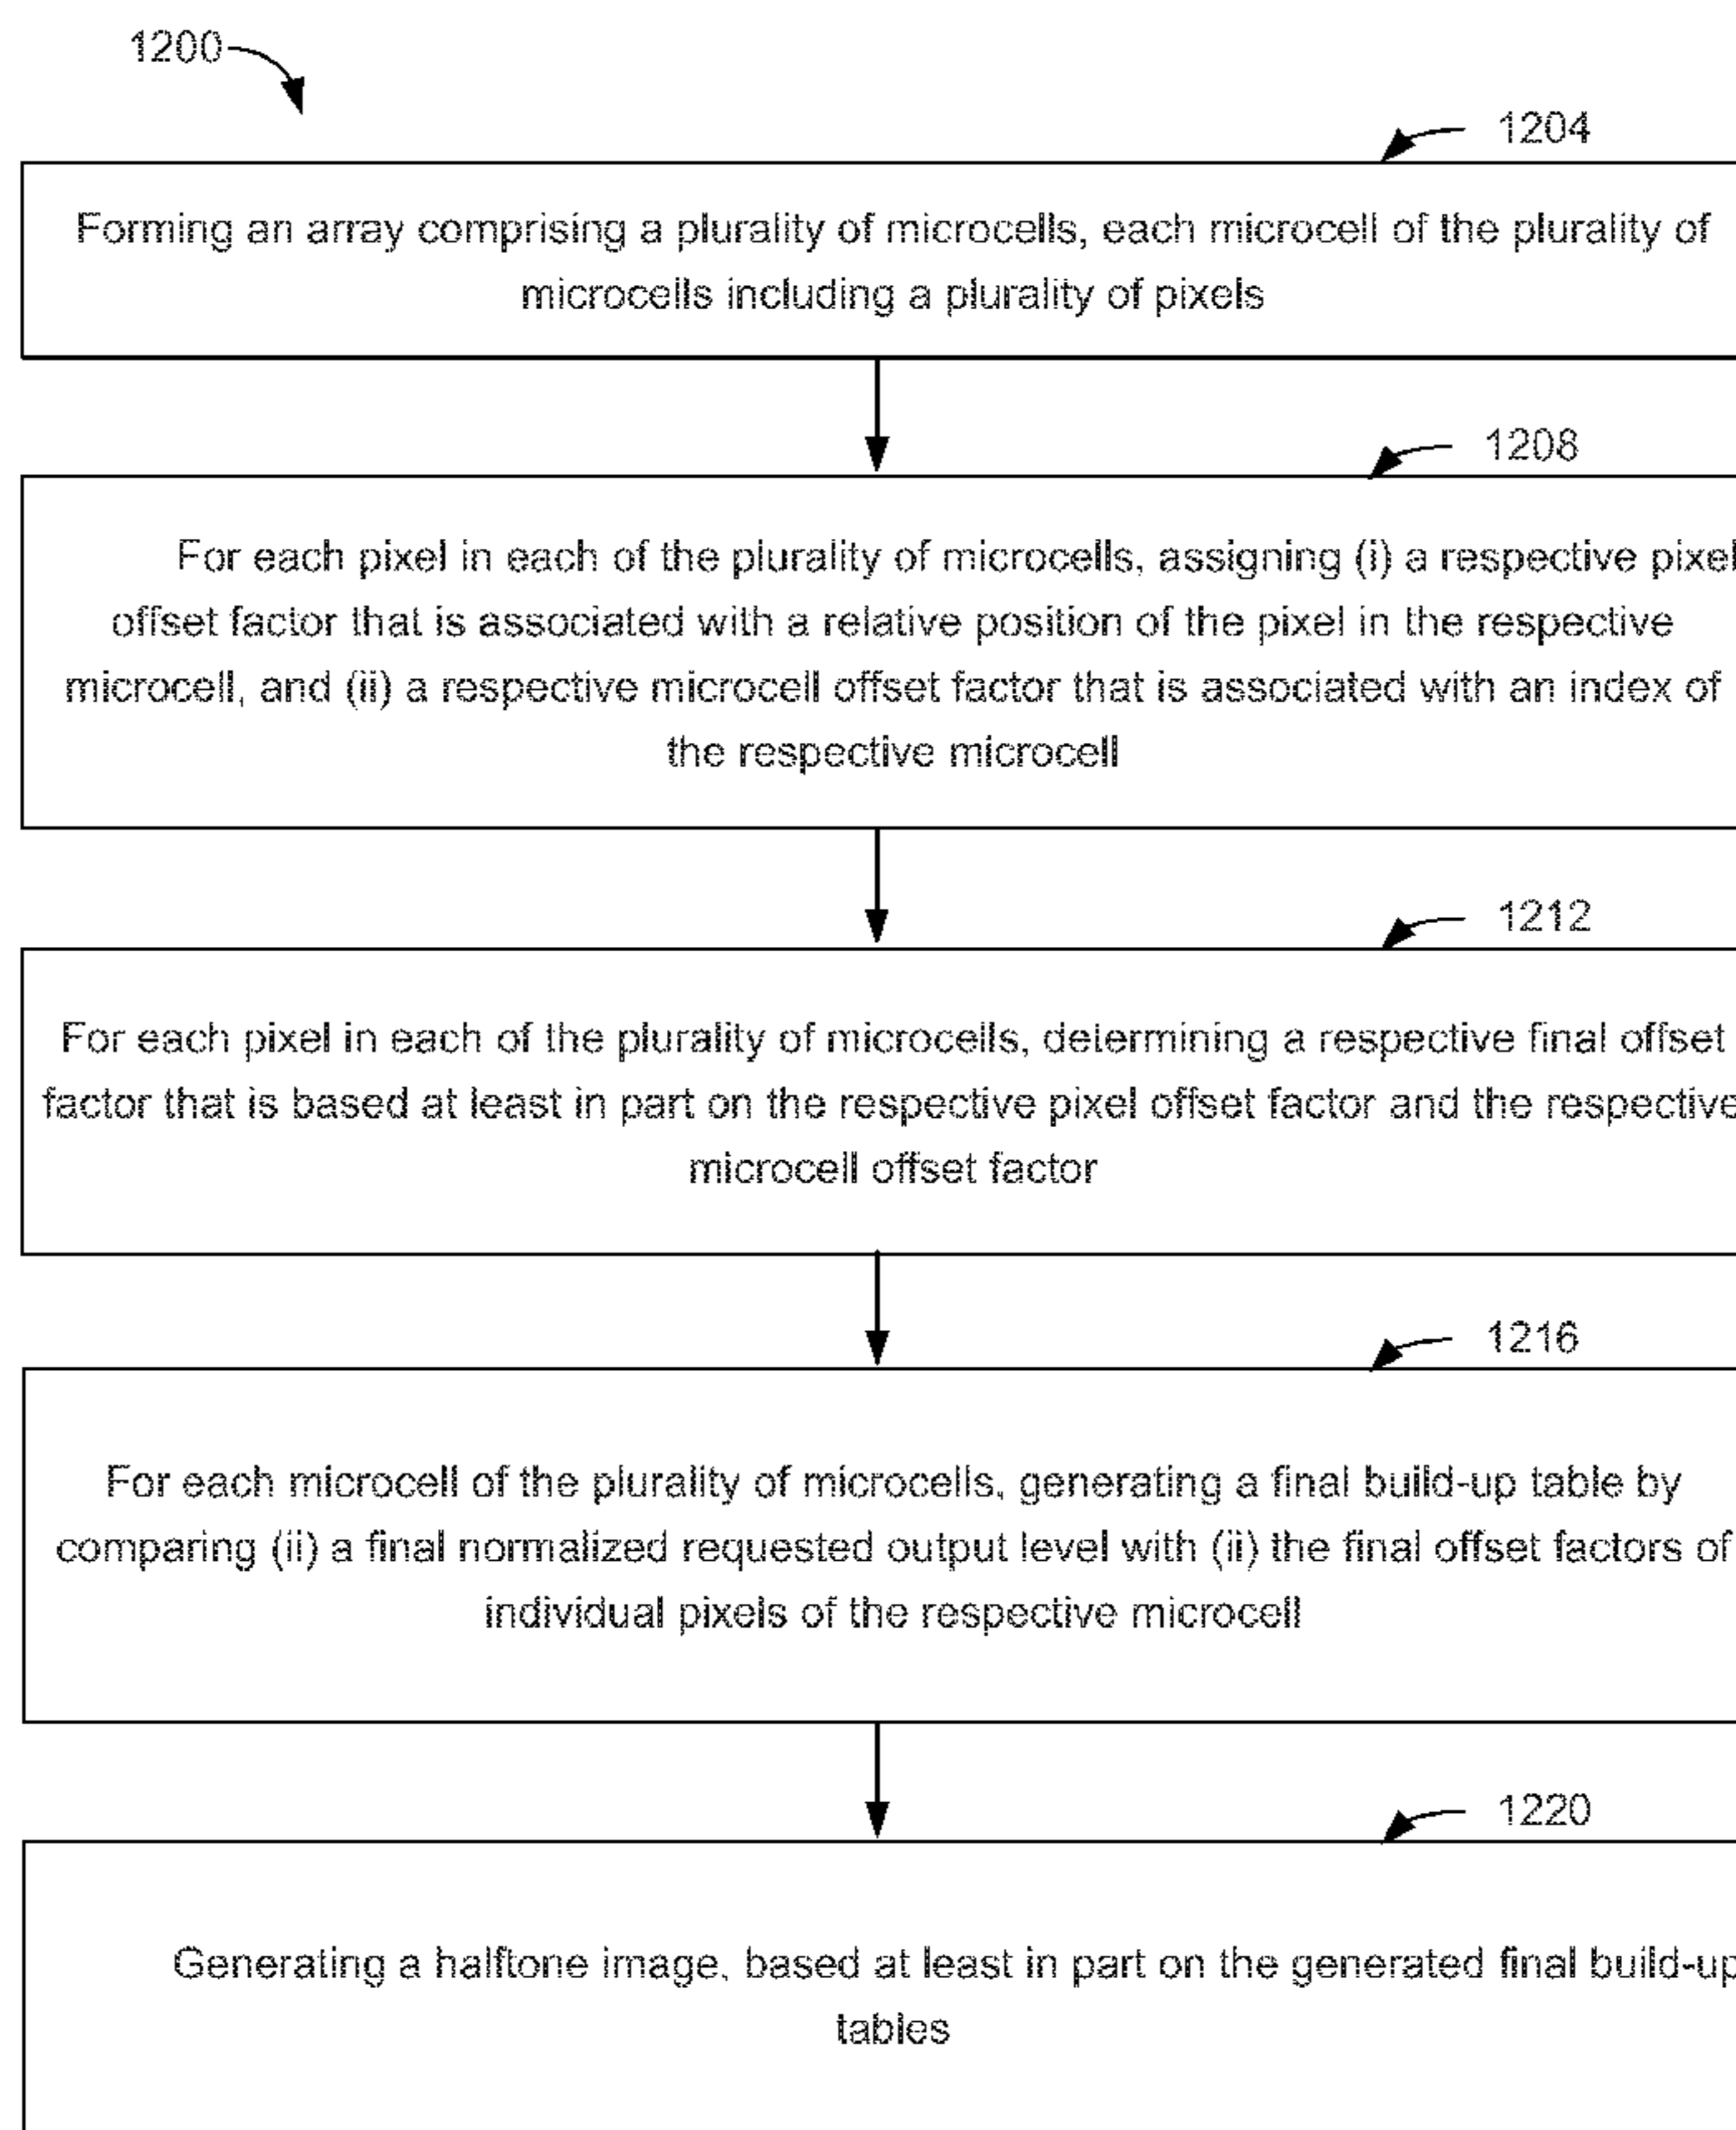 1200
1204
Forming an array comprising a plurality of microcells, each microcell of the plurality of
microcells including a plurality of pixels
1208
For each pixel in each of the plurality of microcells, assigning (i) a respective pixel
offset factor that is associated with a relative position of the pixel in the respective
microcell, and (ii) a respective microcell offset factor that is associated with an index of
the respective microcell
1212
For each pixel in each of the plurality of microcells, determining a respective final offset
factor that is based at least in part on the respective pixel offset factor and the respective
microcell offset factor
1216
For each microcell of the plurality of microcells, generating a final build-up table by
comparing (ii) a final normalized requested output level with (ii) the final offset factors of
individual pixels of the respective microcell
1220
Generating a halftone image, based at least in part on the generated final build-up
tables